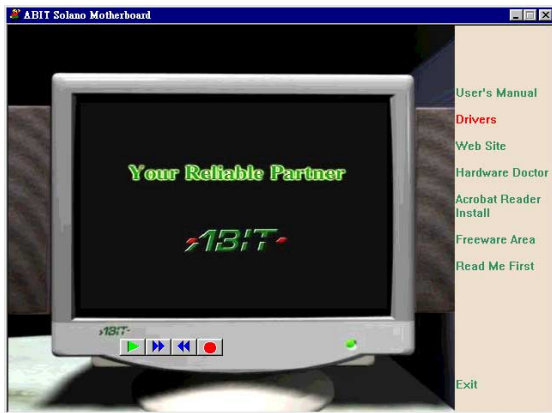 ABIT Solano Motherboard
Your Reliable Partner
ABIT
ABIT
User's Manual
Drivers
Web Site
Hardware Doctor
Acrobat Reader
Install
Freeware Area
Read Me First
Exit